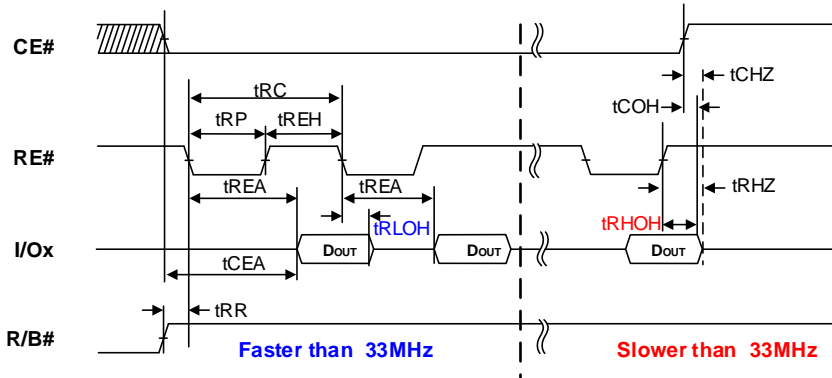 CE#
tCHZ
tRC
tCOH
tRP
tREH
RE#
tREA
tREA
tRHZ
tRLOH
tRHOH
I/Ox
DOUT
DOUT
DOUT
tCEA
tRR
R/B#
Faster than 33MHz
Slower than 33MHz